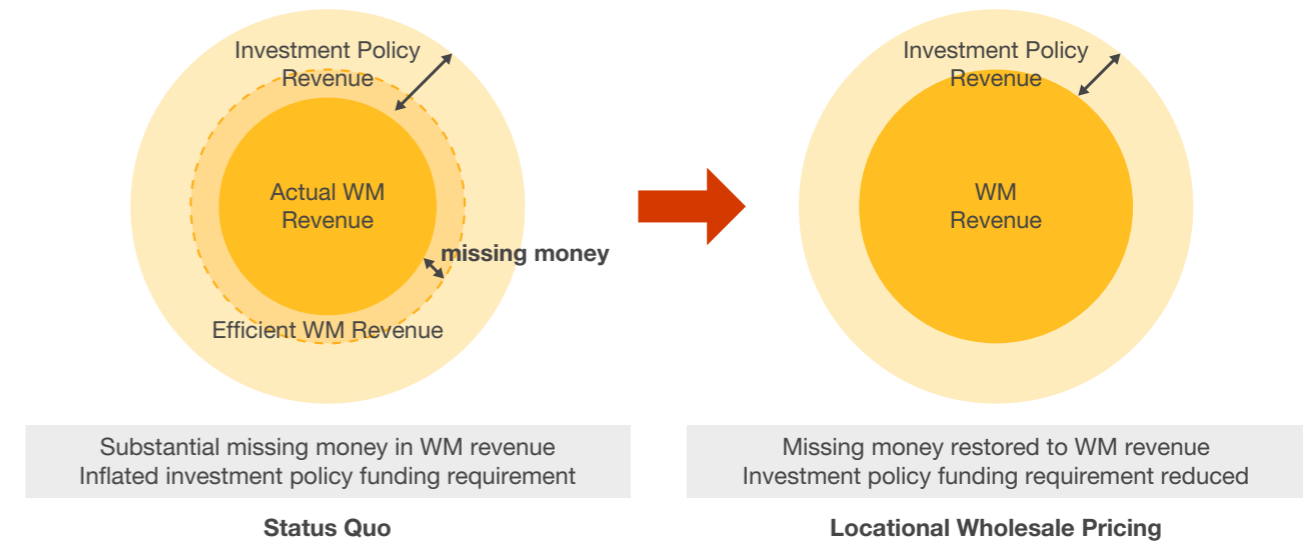 Investment Policy
Revenue
Actual WM
Revenue
missing money
Efficient WM Revenue
Substantial missing money in WM revenue
Inflated investment policy funding requirement
Status Quo
Investment Policy
Revenue
WM
Revenue
Missing money restored to WM revenue
Investment policy funding requirement reduced
Locational Wholesale Pricing